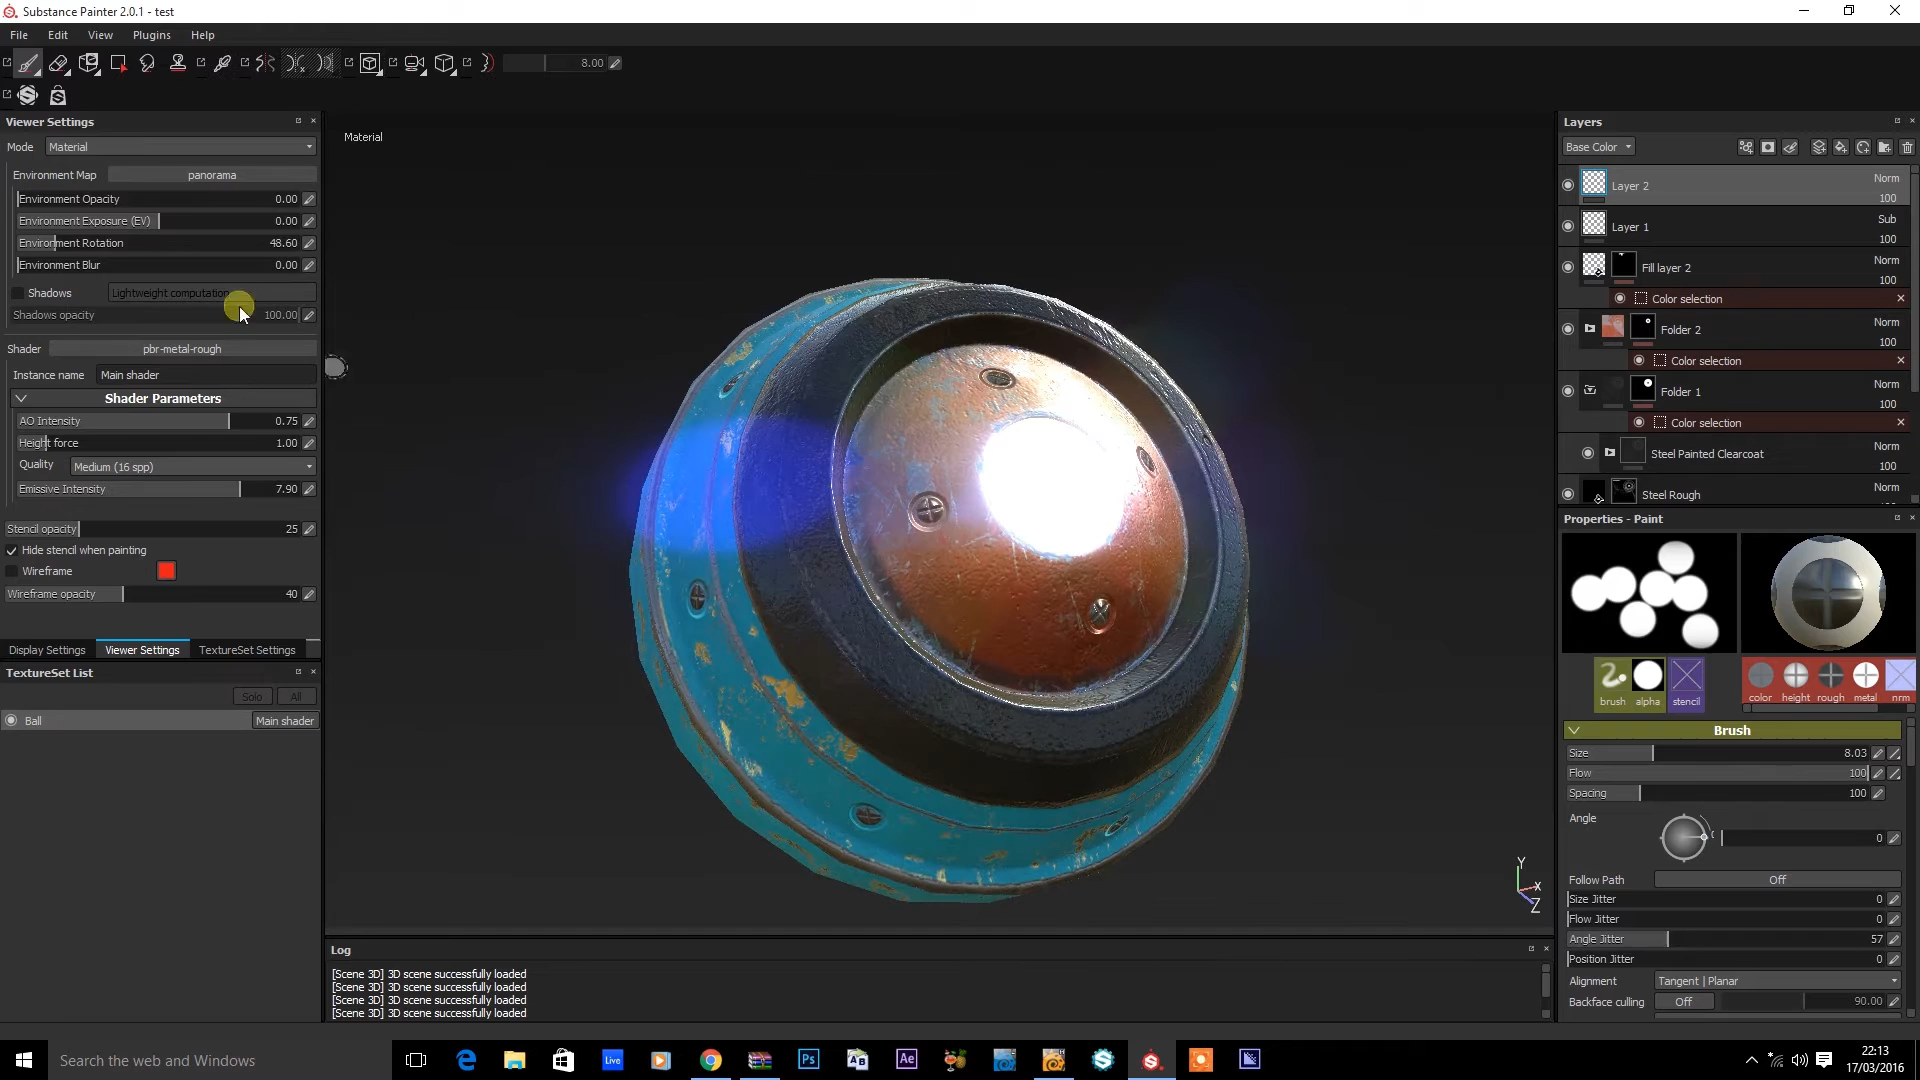 Substance Painter 2.0.1 - test
File Edit View Plugins Help
8.00
Viewer Settings
Mode Material
Environment Map panorama
Environment Opacity 0.00
Environment Exposure (EV) 0.00
Environment Rotation 48.60
Environment Blur 0.00
Shadows Lightweight computation
Shadows opacity 100.00
Shader pbr-metal-rough
Instance name Main shader
Shader Parameters
AO Intensity 0.75
Height force 1.00
Quality Medium (16 spp)
Emissive Intensity 7.90
Stencil opacity 25
Hide stencil when painting
Wireframe
Wireframe opacity 40
Display Settings Viewer Settings TextureSet Settings
TextureSet List
Solo All
Ball Main shader
Material
Y
X
Z
Log
[Scene 3D] 3D scene successfully loaded
[Scene 3D] 3D scene successfully loaded
[Scene 3D] 3D scene successfully loaded
[Scene 3D] 3D scene successfully loaded
Layers
Base Color
Layer 2 Norm 100
Layer 1 Sub 100
Fill layer 2 Norm 100
Color selection
Folder 2 Norm 100
Color selection
Folder 1 Norm 100
Color selection
Steel Painted Clearcoat Norm 100
Steel Rough Norm
Properties - Paint
brush alpha stencil color height rough metal nrm
Brush
Size 8.03
Flow 100
Spacing 100
Angle 0
Follow Path Off
Size Jitter 0
Flow Jitter 0
Angle Jitter 57
Position Jitter 0
Alignment Tangent | Planar
Backface culling Off 90.00
Search the web and Windows
Live
Ps
Ae
22:13
17/03/2016